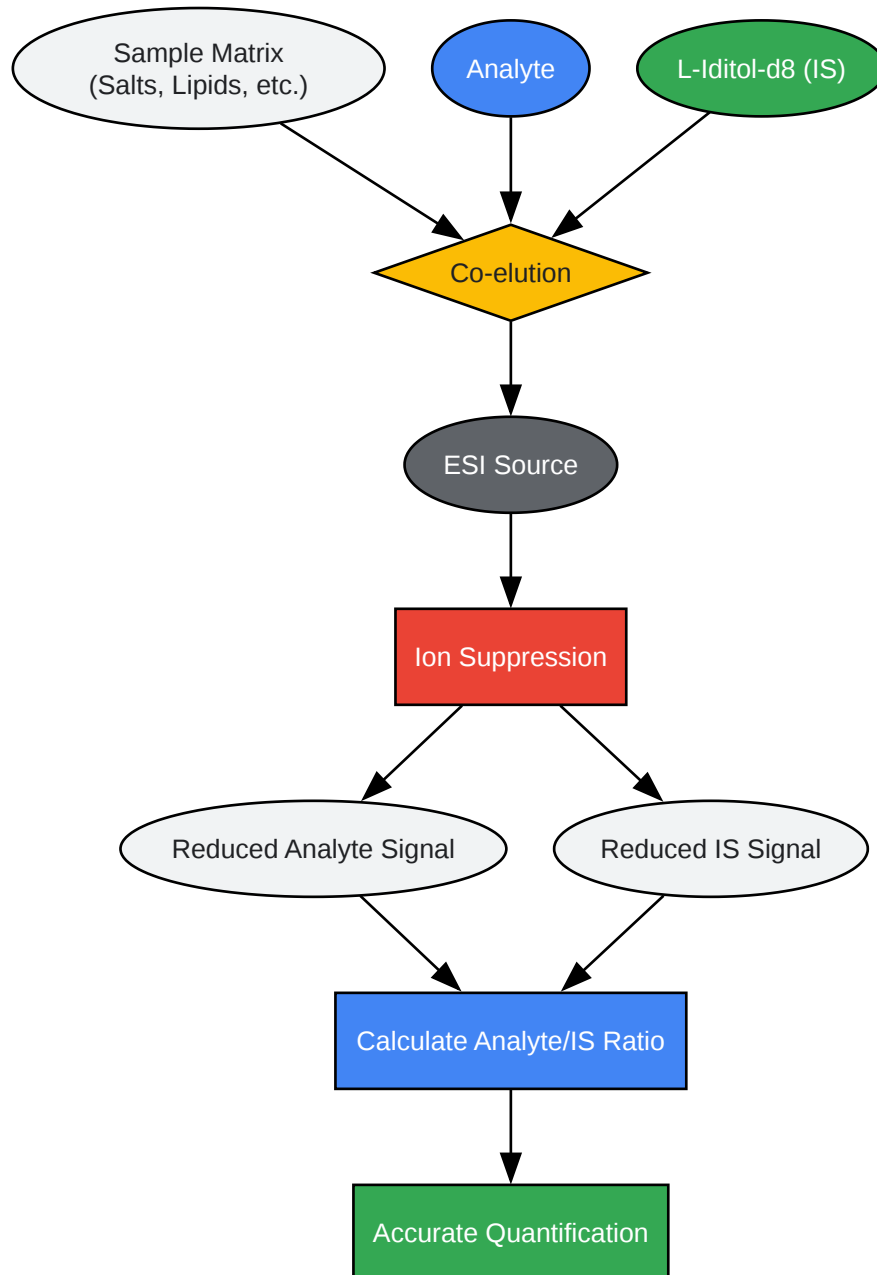 Sample Matrix
(Salts, Lipids, etc.)
Analyte
L-Iditol-d8 (IS)
Co-elution
ESI Source
Ion Suppression
Reduced Analyte Signal
Reduced IS Signal
Calculate Analyte/IS Ratio
Accurate Quantification